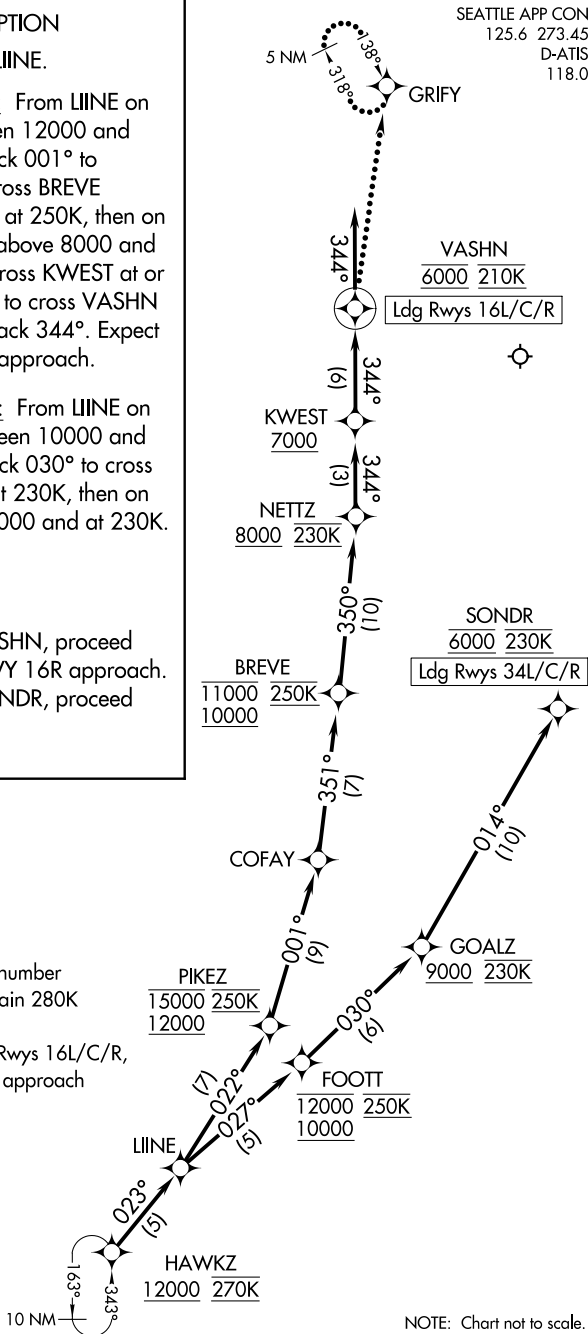 PTION
LIINE.
From LIINE on
en 12000 and
ck 001° to
ross BREVE
at 250K, then on
above 8000 and
ross KWEST at or
to cross VASHN
ack 344°. Expect
approach.
From LIINE on
een 10000 and
ck 030° to cross
t 230K, then on
000 and at 230K.
SHN, proceed
VY 16R approach.
NDR, proceed
number
ain 280K
Rwys 16L/C/R,
approach
SEATTLE APP CON
125.6 273.45
D-ATIS
118.0
5 NM
138°
318°
GRIFY
344°
VASHN
6000 210K
Ldg Rwys 16L/C/R
344°
(6)
KWEST
7000
344°
(3)
NETTZ
8000 230K
350°
(10)
SONDR
6000 230K
Ldg Rwys 34L/C/R
BREVE
11000 250K
10000
351°
(7)
014°
(10)
COFAY
001°
(9)
GOALZ
9000 230K
PIKEZ
15000 250K
12000
030°
(6)
022°
(7)
FOOTT
12000 250K
10000
027°
(5)
LIINE
023°
(5)
HAWKZ
12000 270K
163°
343°
10 NM
NOTE: Chart not to scale.